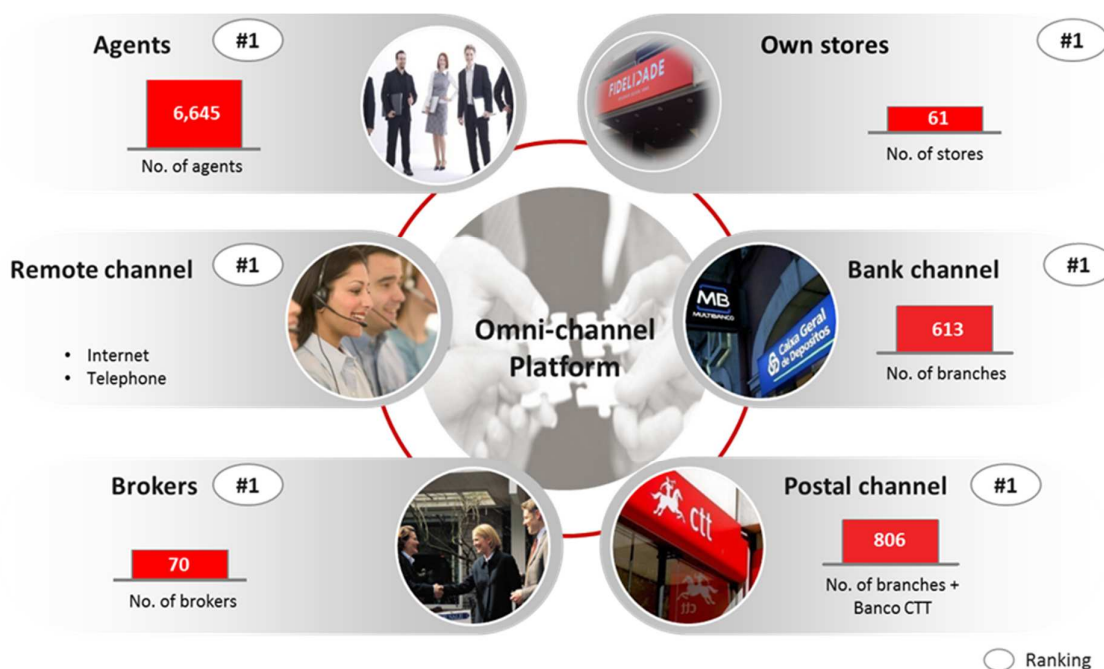 Agents
#1
6,645
No. of agents
FIDELIDADE
Own stores
#1
61
No. of stores
Remote channel
#1
• Internet
• Telephone
Omni-channel
Platform
MB
MULTIBANCO
Caixa Geral
de Depositos
Bank channel
#1
613
No. of branches
Brokers
#1
70
No. of brokers
ctt
ctt
Postal channel
#1
806
No. of branches +
Banco CTT
Ranking